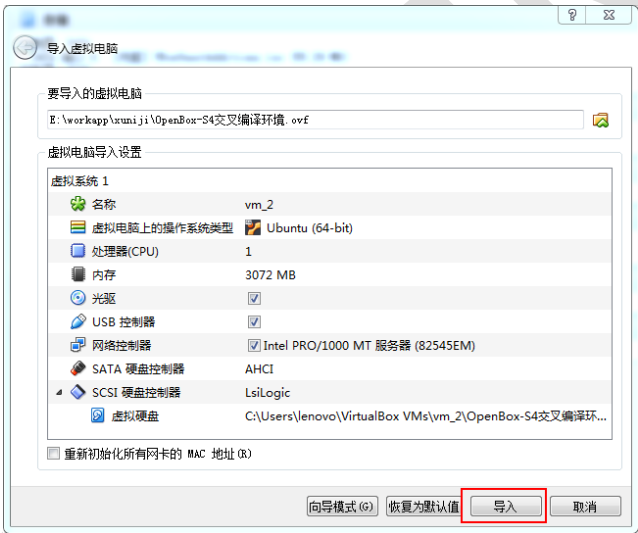 导入虚拟电脑
要导入的虚拟电脑
E:\workapp\xuniji\OpenBox-S4交叉编译环境.ovf
虚拟电脑导入设置
虚拟系统 1
名称 vm_2
虚拟电脑上的操作系统类型 Ubuntu (64-bit)
处理器(CPU) 1
内存 3072 MB
光驱
USB 控制器
网络控制器 Intel PRO/1000 MT 服务器 (82545EM)
SATA 硬盘控制器 AHCI
SCSI 硬盘控制器 LsiLogic
虚拟硬盘 C:\Users\lenovo\VirtualBox VMs\vm_2\OpenBox-S4交叉编译环...
重新初始化所有网卡的 MAC 地址(R)
向导模式(G) 恢复为默认值 导入 取消